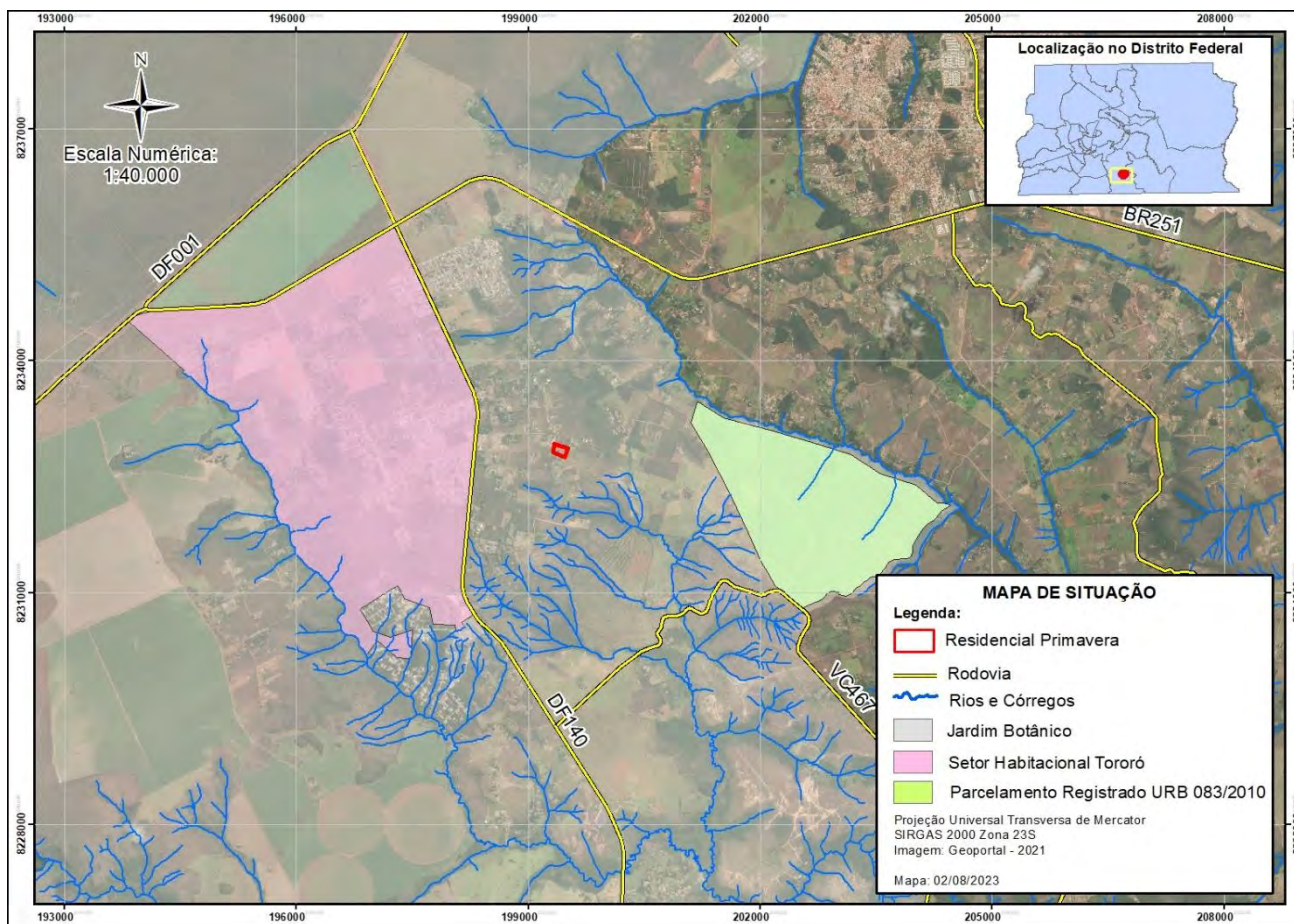 193000 196000 199000 202000 205000 208000
N
Escala Numérica:
1:40.000
Localização no Distrito Federal
8237000
8234000
8231000
8228000
DF001
BR251
DF140
VC467
MAPA DE SITUAÇÃO
Legenda:
Residencial Primavera
Rodovia
Rios e Córregos
Jardim Botânico
Setor Habitacional Tororó
Parcelamento Registrado URB 083/2010
Projeção Universal Transversa de Mercator
SIRGAS 2000 Zona 23S
Imagem: Geoportal - 2021
Mapa: 02/08/2023
193000 196000 199000 202000 205000 208000